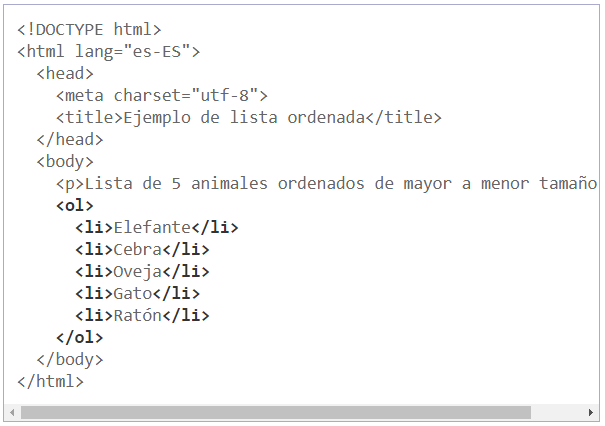 <!DOCTYPE html>
<html lang="es-ES">
  <head>
    <meta charset="utf-8">
    <title>Ejemplo de lista ordenada</title>
  </head>
  <body>
    <p>Lista de 5 animales ordenados de mayor a menor tamaño
    <ol>
      <li>Elefante</li>
      <li>Cebra</li>
      <li>Oveja</li>
      <li>Gato</li>
      <li>Ratón</li>
    </ol>
  </body>
</html>